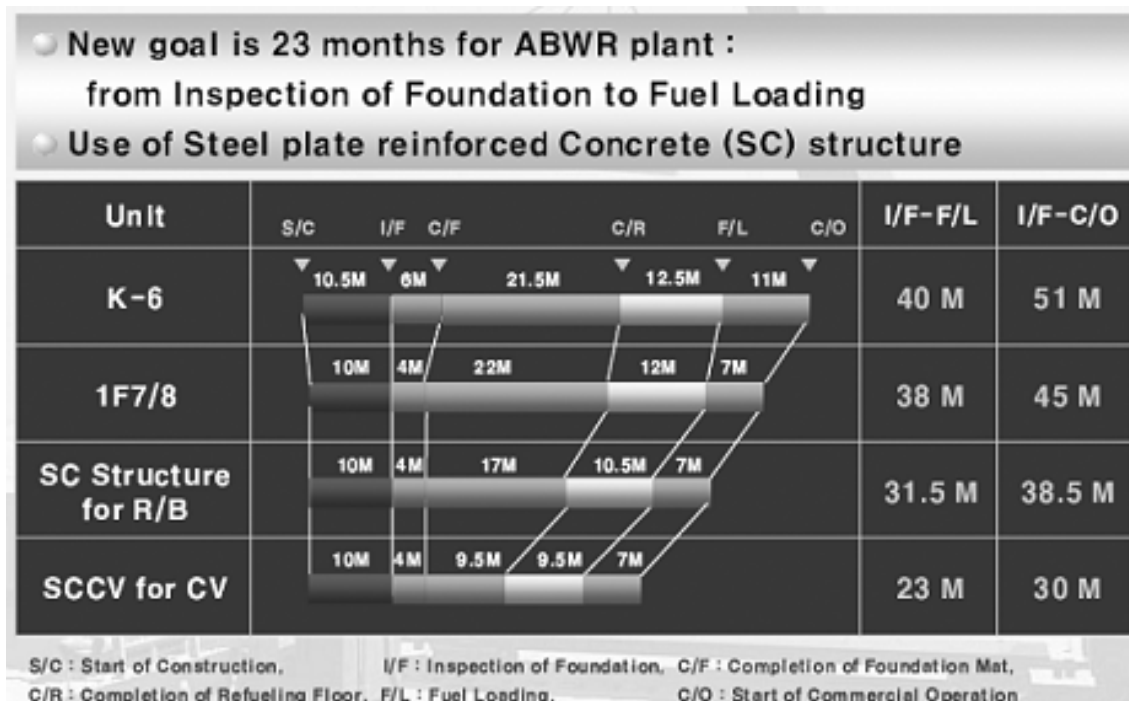 New goal is 23 months for ABWR plant :
from Inspection of Foundation to Fuel Loading
Use of Steel plate reinforced Concrete (SC) structure
Unit S/C I/F C/F C/R F/L C/O I/F-F/L I/F-C/O
K-6 10.5M 6M 21.5M 12.5M 11M 40 M 51 M
1F7/8 10M 4M 22M 12M 7M 38 M 45 M
SC Structure
for R/B 10M 4M 17M 10.5M 7M 31.5 M 38.5 M
SCCV for CV 10M 4M 9.5M 9.5M 7M 23 M 30 M
S/C : Start of Construction, I/F : Inspection of Foundation, C/F : Completion of Foundation Mat,
C/R : Completion of Refueling Floor, F/L : Fuel Loading, C/O : Start of Commercial Operation